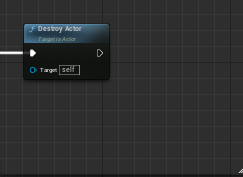 Destroy Actor
Target is Actor
Target self